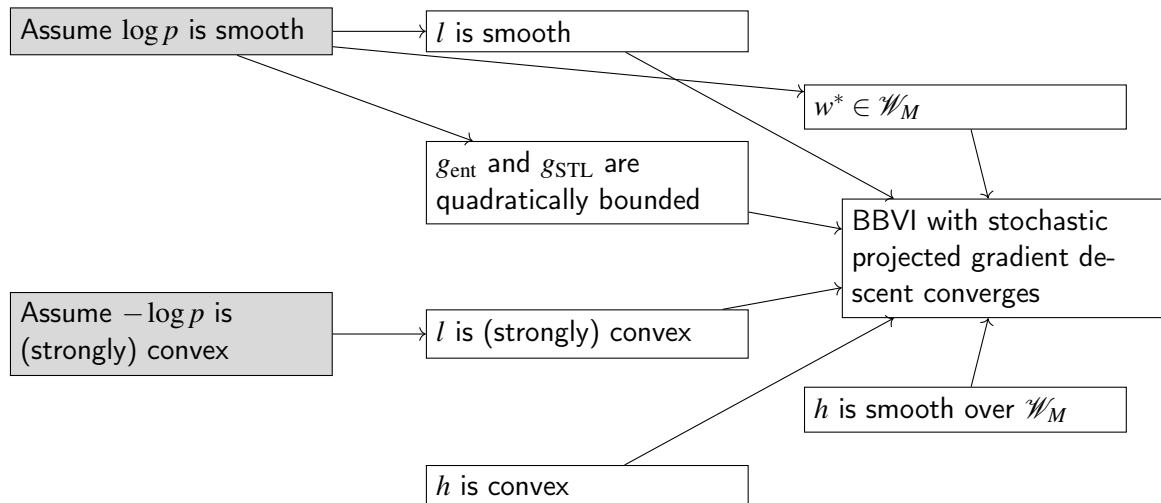 Assume log p is smooth
l is smooth
w* ∈ 𝒲_M
g_ent and g_STL are
quadratically bounded
BBVI with stochastic
projected gradient de-
scent converges
Assume − log p is
(strongly) convex
l is (strongly) convex
h is smooth over 𝒲_M
h is convex